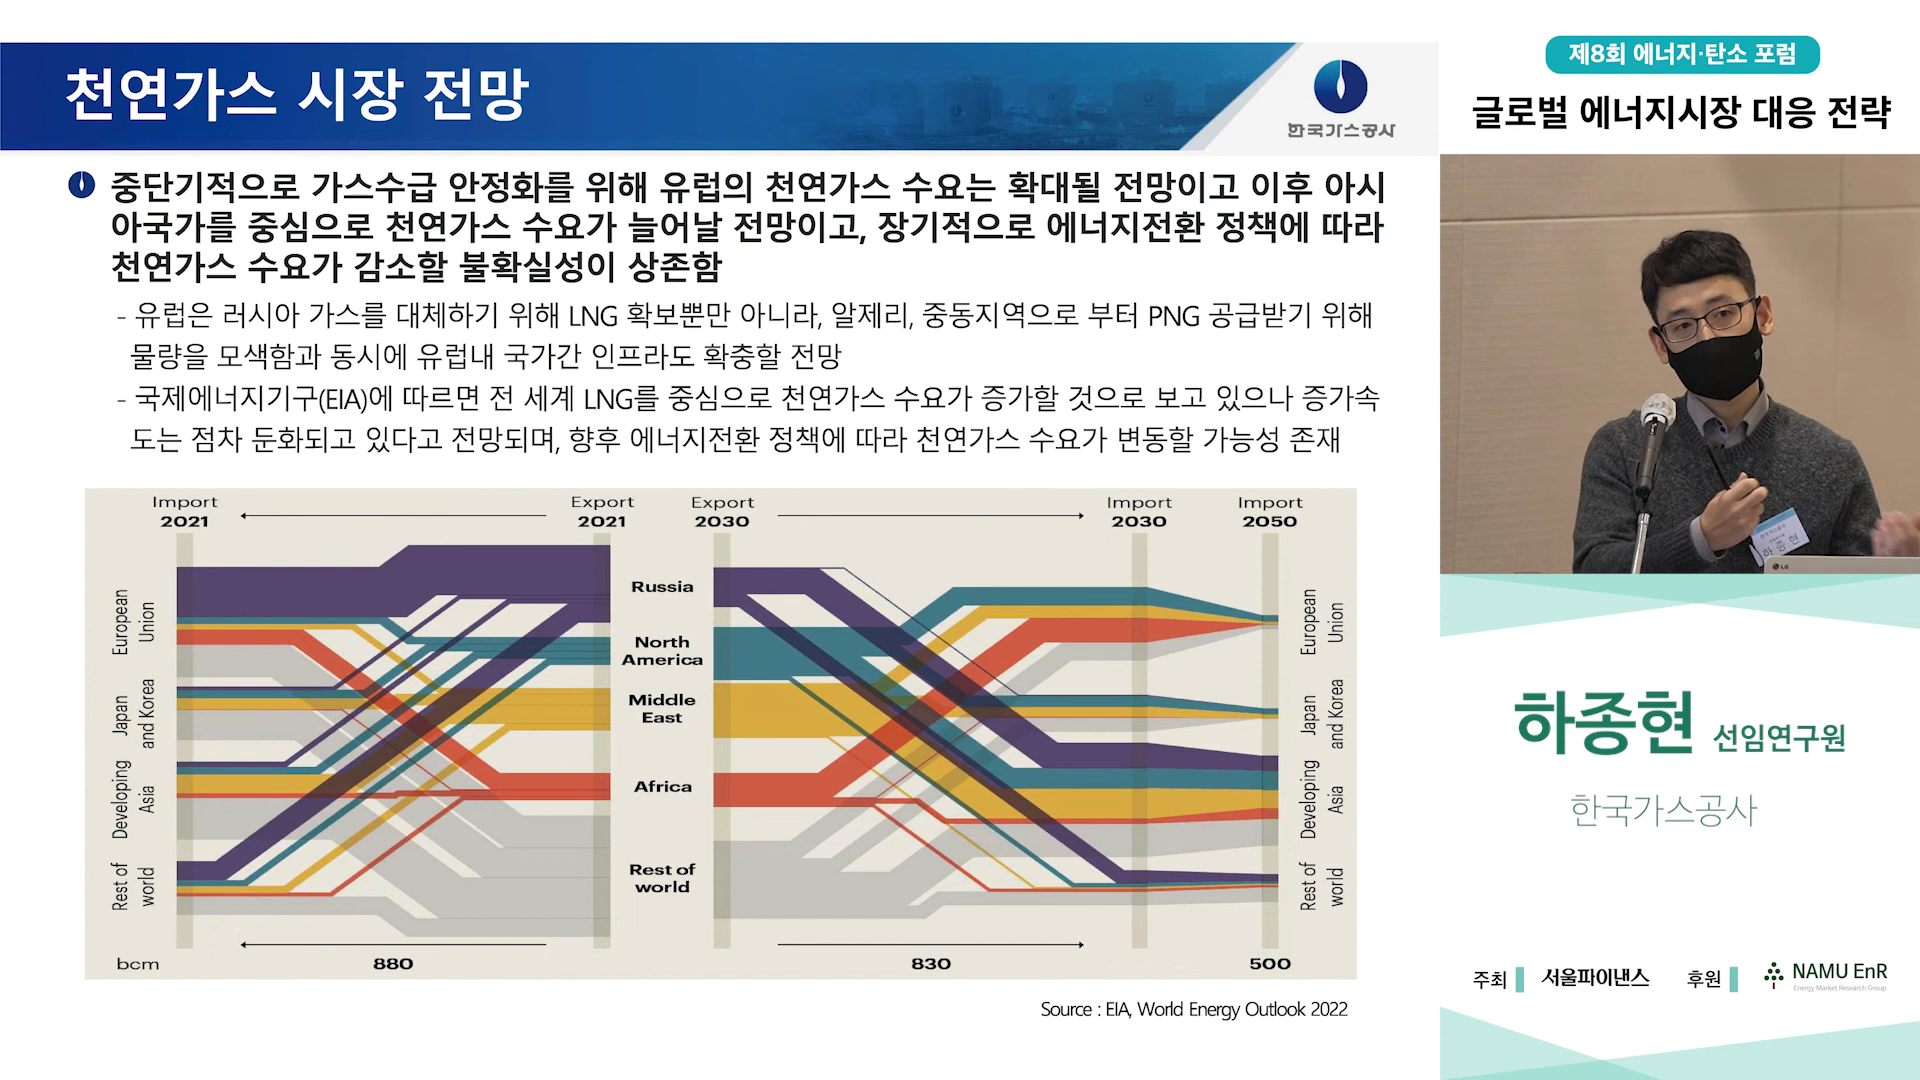 천연가스 시장 전망
한국가스공사
중단기적으로 가스수급 안정화를 위해 유럽의 천연가스 수요는 확대될 전망이고 이후 아시
아국가를 중심으로 천연가스 수요가 늘어날 전망이고, 장기적으로 에너지전환 정책에 따라
천연가스 수요가 감소할 불확실성이 상존함
- 유럽은 러시아 가스를 대체하기 위해 LNG 확보뿐만 아니라, 알제리, 중동지역으로 부터 PNG 공급받기 위해
물량을 모색함과 동시에 유럽내 국가간 인프라도 확충할 전망
- 국제에너지기구(EIA)에 따르면 전 세계 LNG를 중심으로 천연가스 수요가 증가할 것으로 보고 있으나 증가속
도는 점차 둔화되고 있다고 전망되며, 향후 에너지전환 정책에 따라 천연가스 수요가 변동할 가능성 존재
Import
2021
Export
2021
Export
2030
Import
2030
Import
2050
European
Union
Japan
and Korea
Developing
Asia
Rest of
world
Russia
North
America
Middle
East
Africa
Rest of
world
European
Union
Japan
and Korea
Developing
Asia
Rest of
world
bcm
880
830
500
Source : EIA, World Energy Outlook 2022
제8회 에너지·탄소 포럼
글로벌 에너지시장 대응 전략
하종현
LG
하종현 선임연구원
한국가스공사
주최 서울파이낸스 후원 NAMU EnR
Energy Market Research Group